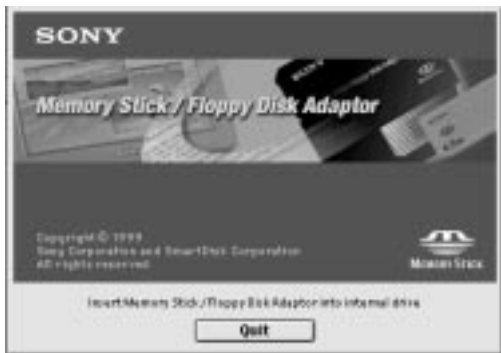 SONY
Memory Stick / Floppy Disk Adaptor
Copyright © 1999
Sony Corporation and SmartDisk Corporation
All rights reserved.
MEMORY STICK
Insert Memory Stick / Floppy Disk Adaptor into internal drive
Quit